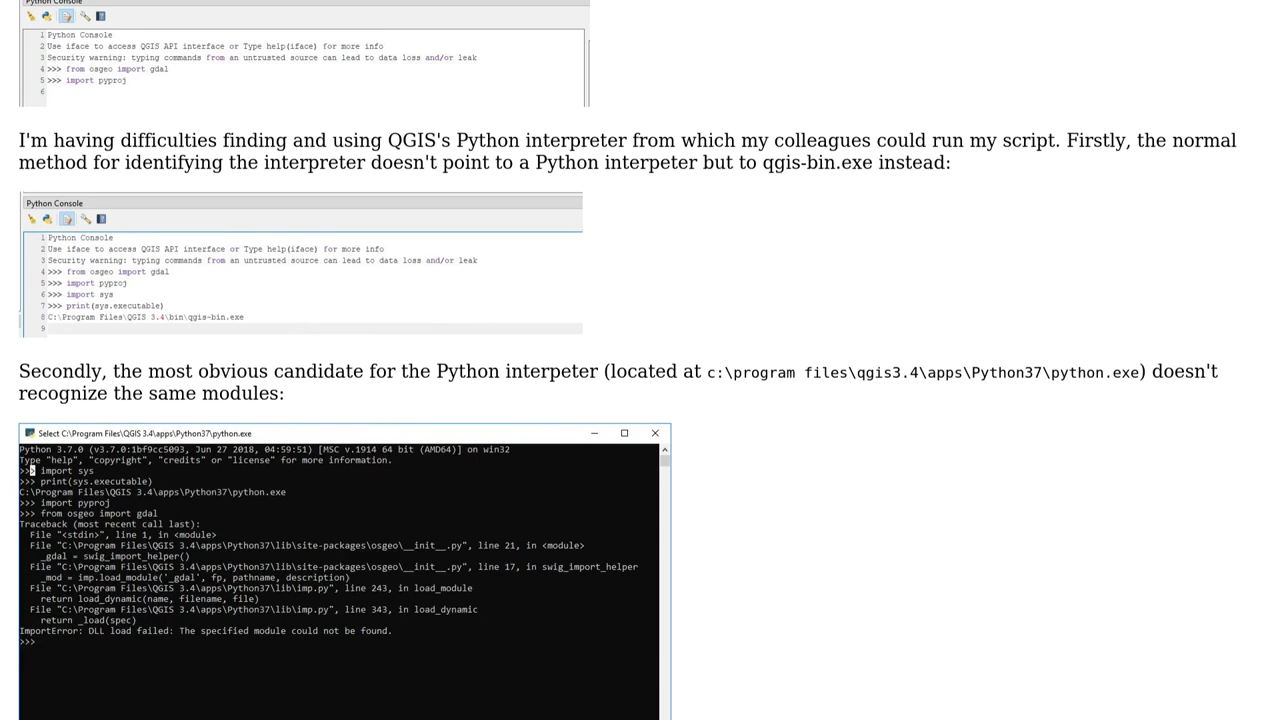 Python Console
1 Python Console
2 Use iface to access QGIS API interface or Type help(iface) for more info
3 Security warning: typing commands from an untrusted source can lead to data loss and/or leak
4 >>> from osgeo import gdal
5 >>> import pyproj
6
I'm having difficulties finding and using QGIS's Python interpreter from which my colleagues could run my script. Firstly, the normal
method for identifying the interpreter doesn't point to a Python interpeter but to qgis-bin.exe instead:
Python Console
1 Python Console
2 Use iface to access QGIS API interface or Type help(iface) for more info
3 Security warning: typing commands from an untrusted source can lead to data loss and/or leak
4 >>> from osgeo import gdal
5 >>> import pyproj
6 >>> import sys
7 >>> print(sys.executable)
8 C:\Program Files\QGIS 3.4\bin\qgis-bin.exe
9
Secondly, the most obvious candidate for the Python interpeter (located at c:\program files\qgis3.4\apps\Python37\python.exe) doesn't
recognize the same modules:
Select C:\Program Files\QGIS 3.4\apps\Python37\python.exe
Python 3.7.0 (v3.7.0:1bf9cc5093, Jun 27 2018, 04:59:51) [MSC v.1914 64 bit (AMD64)] on win32
Type "help", "copyright", "credits" or "license" for more information.
>>> import sys
>>> print(sys.executable)
C:\Program Files\QGIS 3.4\apps\Python37\python.exe
>>> import pyproj
>>> from osgeo import gdal
Traceback (most recent call last):
  File "<stdin>", line 1, in <module>
  File "C:\Program Files\QGIS 3.4\apps\Python37\lib\site-packages\osgeo\__init__.py", line 21, in <module>
    _gdal = swig_import_helper()
  File "C:\Program Files\QGIS 3.4\apps\Python37\lib\site-packages\osgeo\__init__.py", line 17, in swig_import_helper
    _mod = imp.load_module('_gdal', fp, pathname, description)
  File "C:\Program Files\QGIS 3.4\apps\Python37\lib\imp.py", line 243, in load_module
    return load_dynamic(name, filename, file)
  File "C:\Program Files\QGIS 3.4\apps\Python37\lib\imp.py", line 343, in load_dynamic
    return _load(spec)
ImportError: DLL load failed: The specified module could not be found.
>>>